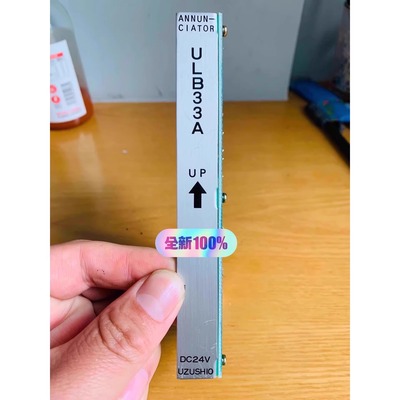 ANNUN-
CIATOR
ULB33A
UP
全新100%
DC24V
UZUSHIO